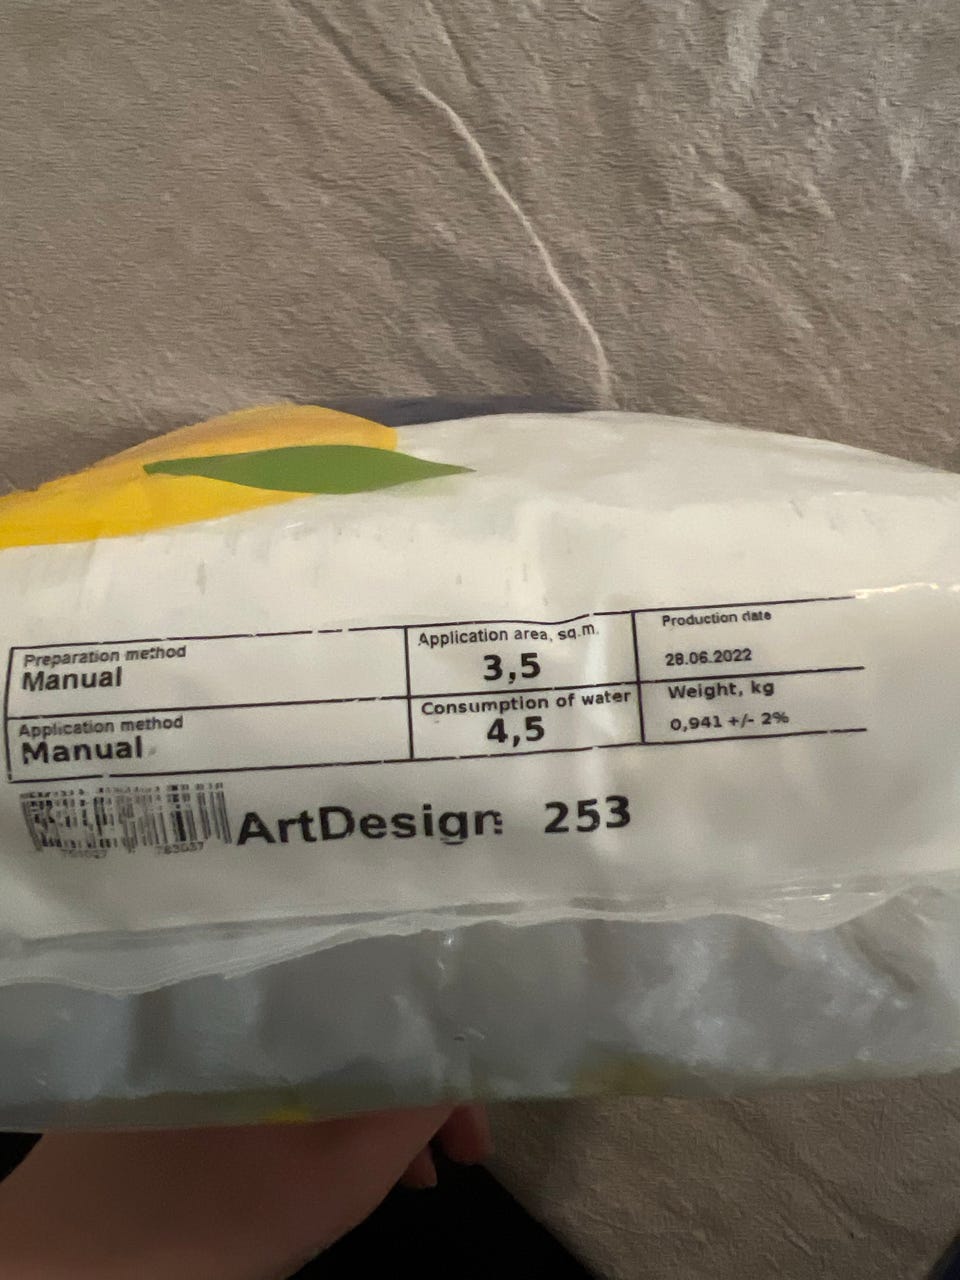 Preparation method
Manual
Application area, sq.m.
3,5
Production date
28.06.2022
Application method
Manual
Consumption of water
4,5
Weight, kg
0,941 +/- 2%
ArtDesign 253